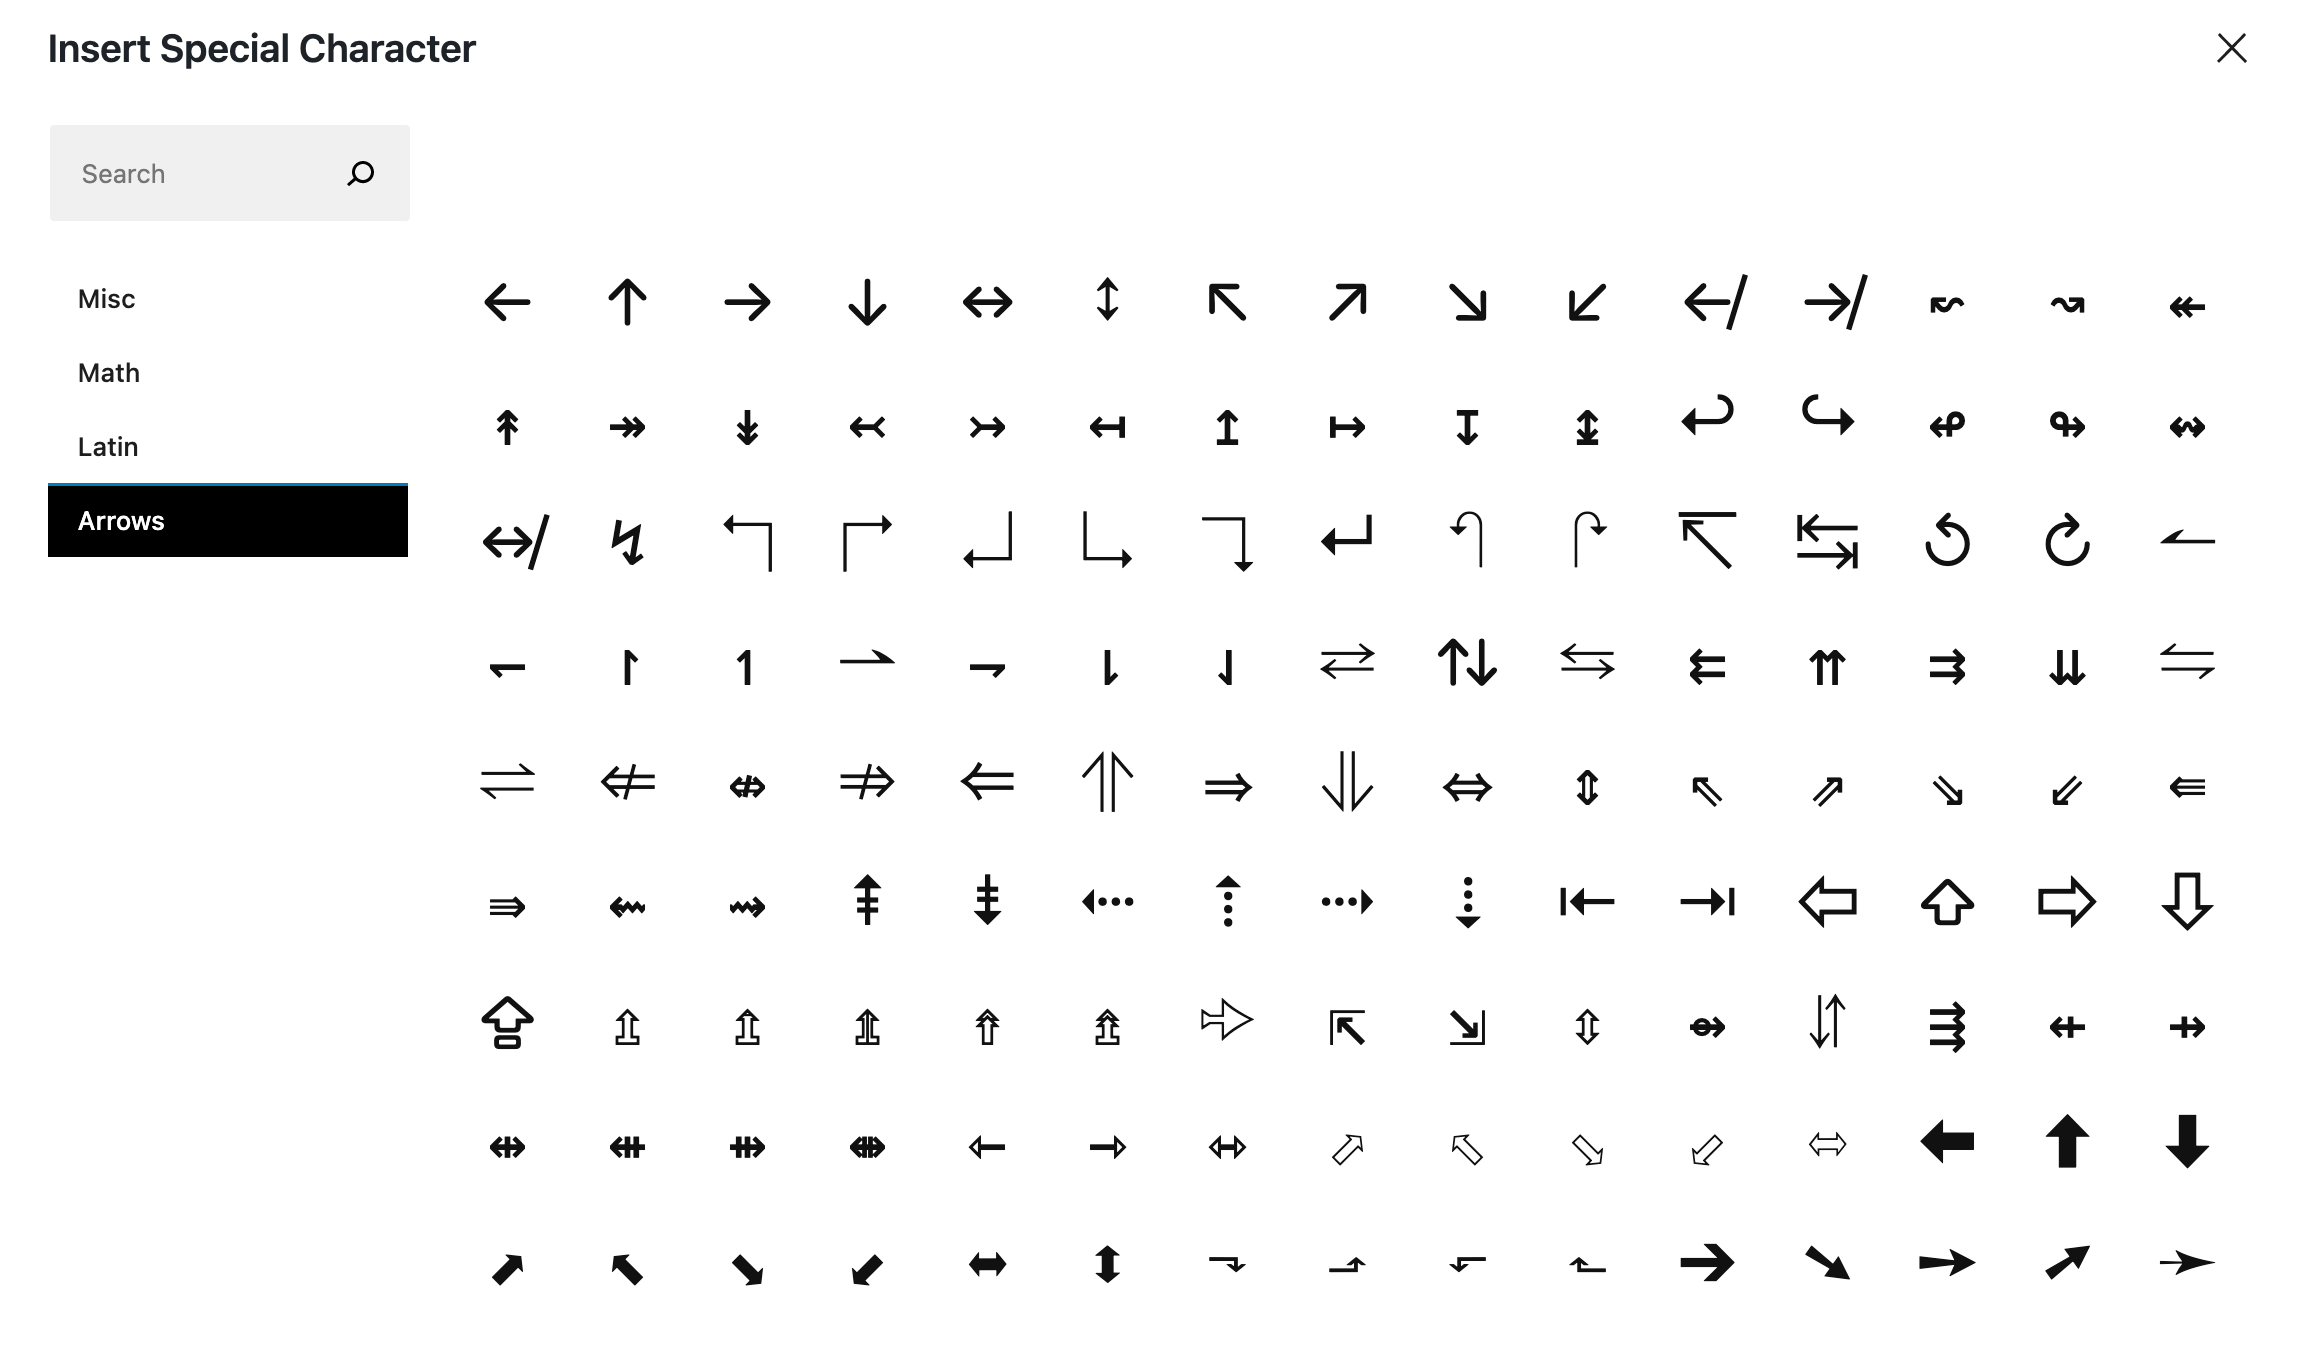 Insert Special Character
Search
Misc
Math
Latin
Arrows
← ↑ → ↓ ↔ ↕ ↖ ↗ ↘ ↙ ↚ ↛ ↜ ↝ ↞
↟ ↠ ↡ ↢ ↣ ↤ ↥ ↦ ↧ ↨ ↩ ↪ ↫ ↬ ↭
↮ ↯ ↰ ↱ ↲ ↳ ↴ ↵ ↶ ↷ ↸ ↹ ↺ ↻ ↼
↽ ↾ ↿ ⇀ ⇁ ⇂ ⇃ ⇄ ⇅ ⇆ ⇇ ⇈ ⇉ ⇊ ⇋
⇌ ⇍ ⇎ ⇏ ⇐ ⇑ ⇒ ⇓ ⇔ ⇕ ⇖ ⇗ ⇘ ⇙ ⇚
⇛ ⇜ ⇝ ⇞ ⇟ ⇠ ⇡ ⇢ ⇣ ⇤ ⇥ ⇦ ⇧ ⇨ ⇩
⇪ ⇫ ⇬ ⇭ ⇮ ⇯ ⇰ ⇱ ⇲ ⇳ ⇴ ⇵ ⇶ ⇷ ⇸
⇹ ⇺ ⇻ ⇼ ⇽ ⇾ ⇿ ⬀ ⬁ ⬂ ⬃ ⬄ ⬅ ⬆ ⬇
⬈ ⬉ ⬊ ⬋ ⬌ ⬍ ⬎ ⬏ ⬐ ⬑ ➔ ➘ ➙ ➚ ➛